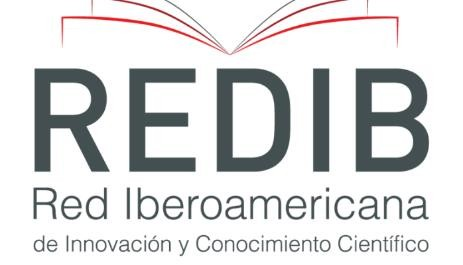 REDIB
Red Iberoamericana
de Innovación y Conocimiento Científico